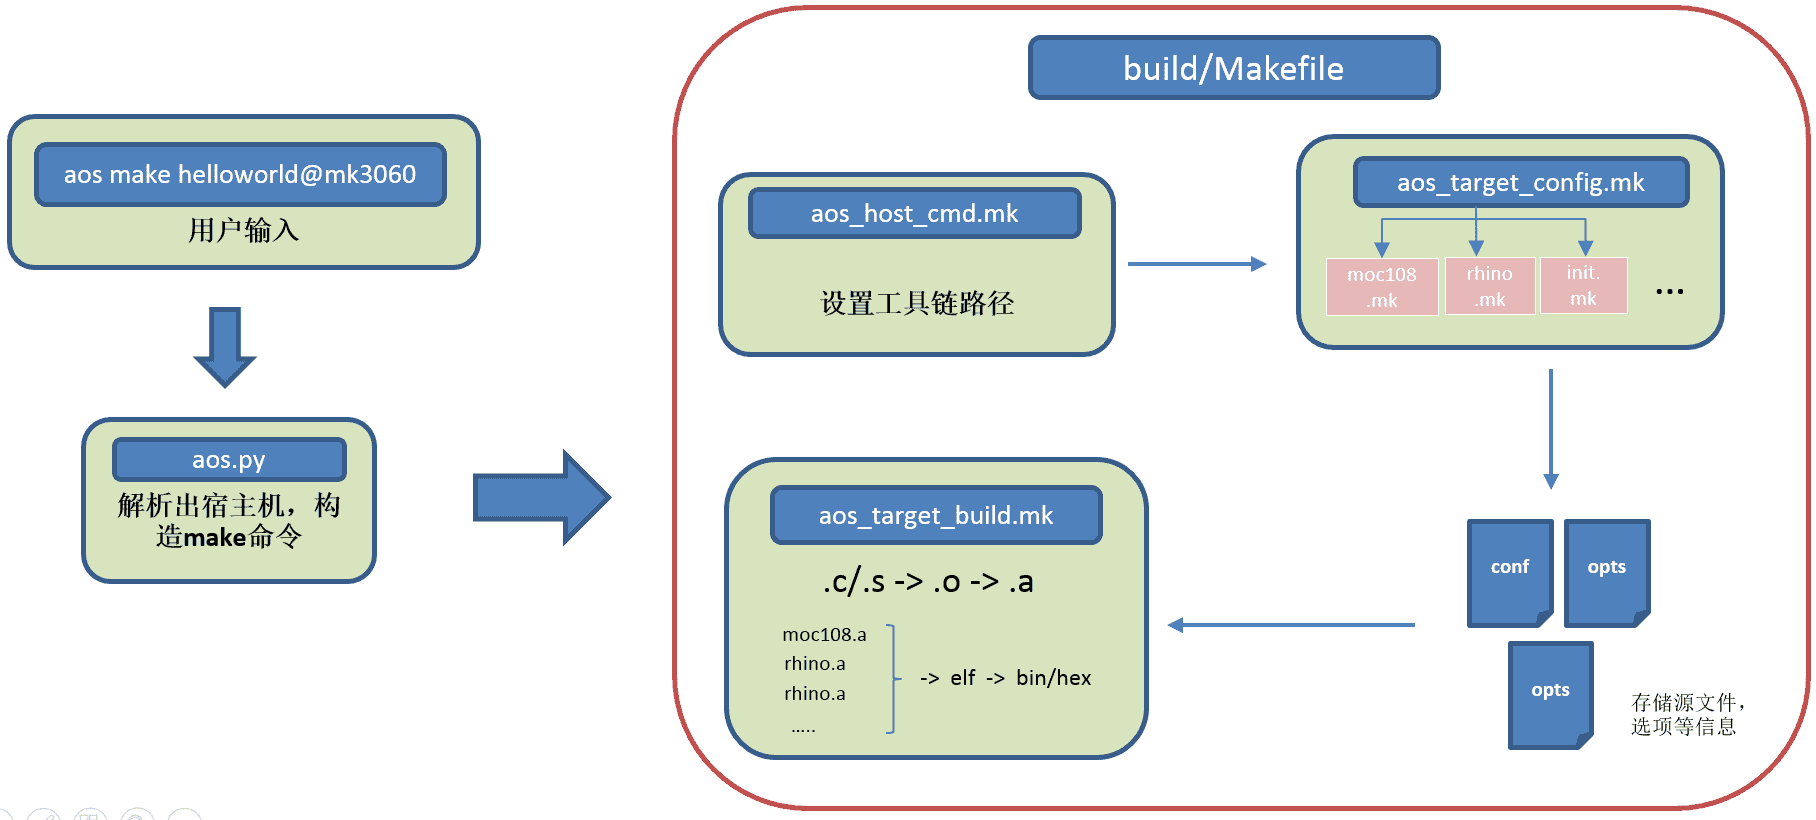 aos make helloworld@mk3060
用户输入
aos.py
解析出宿主机，构
造make命令
build/Makefile
aos_host_cmd.mk
设置工具链路径
aos_target_config.mk
moc108
.mk
rhino
.mk
init.
mk
...
conf
opts
opts
存储源文件，
选项等信息
aos_target_build.mk
.c/.s -> .o -> .a
moc108.a
rhino.a
rhino.a
.....
-> elf -> bin/hex